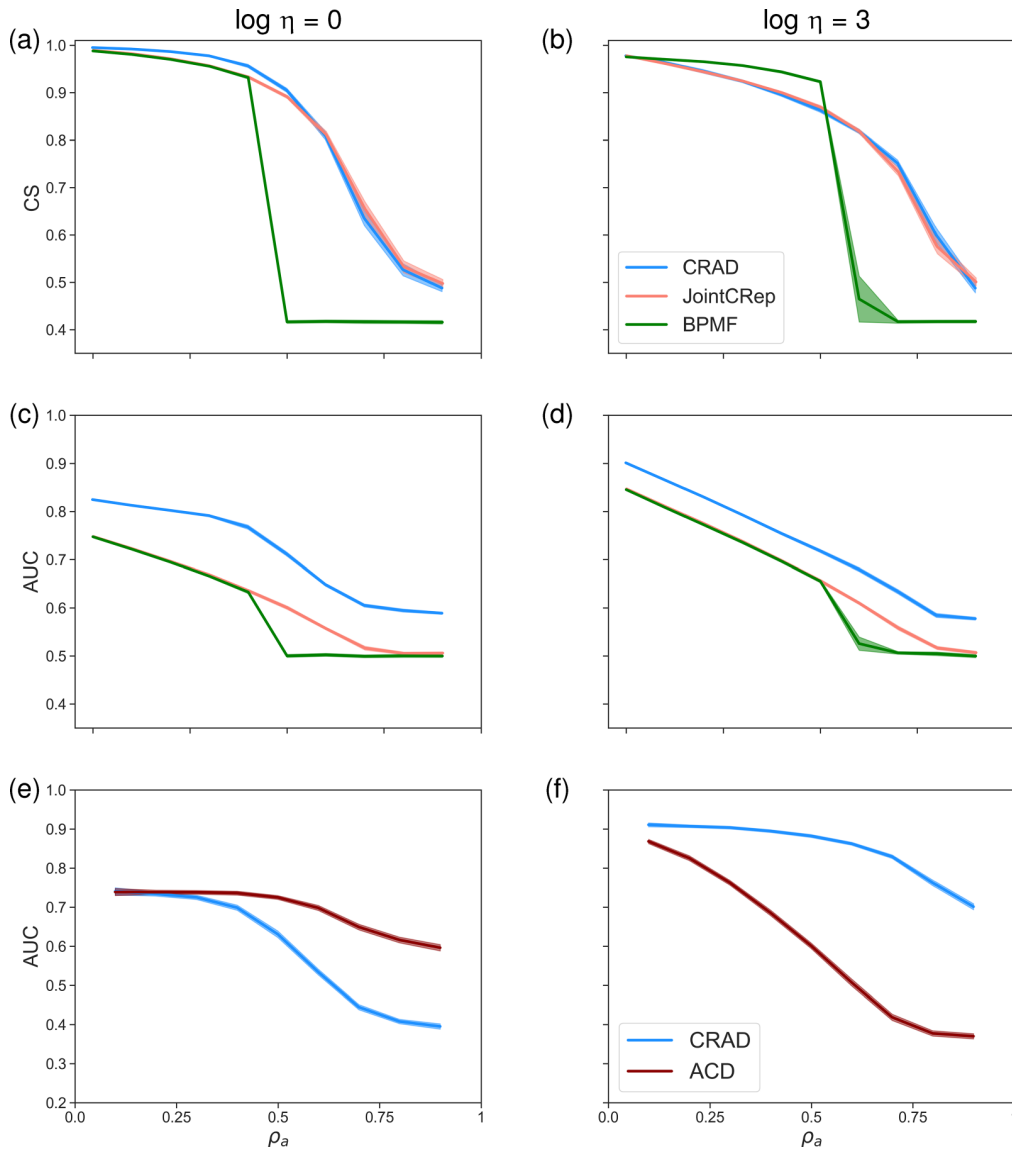 log η = 0
log η = 3
(a)
1.0
0.9
0.8
0.7
0.6
0.5
0.4
CS
(b)
CRAD
JointCRep
BPMF
(c)
1.0
0.9
0.8
0.7
0.6
0.5
0.4
AUC
(d)
(e)
1.0
0.9
0.8
0.7
0.6
0.5
0.4
0.3
0.2
AUC
0.0
0.25
0.5
0.75
1
ρa
(f)
CRAD
ACD
0.0
0.25
0.5
0.75
ρa